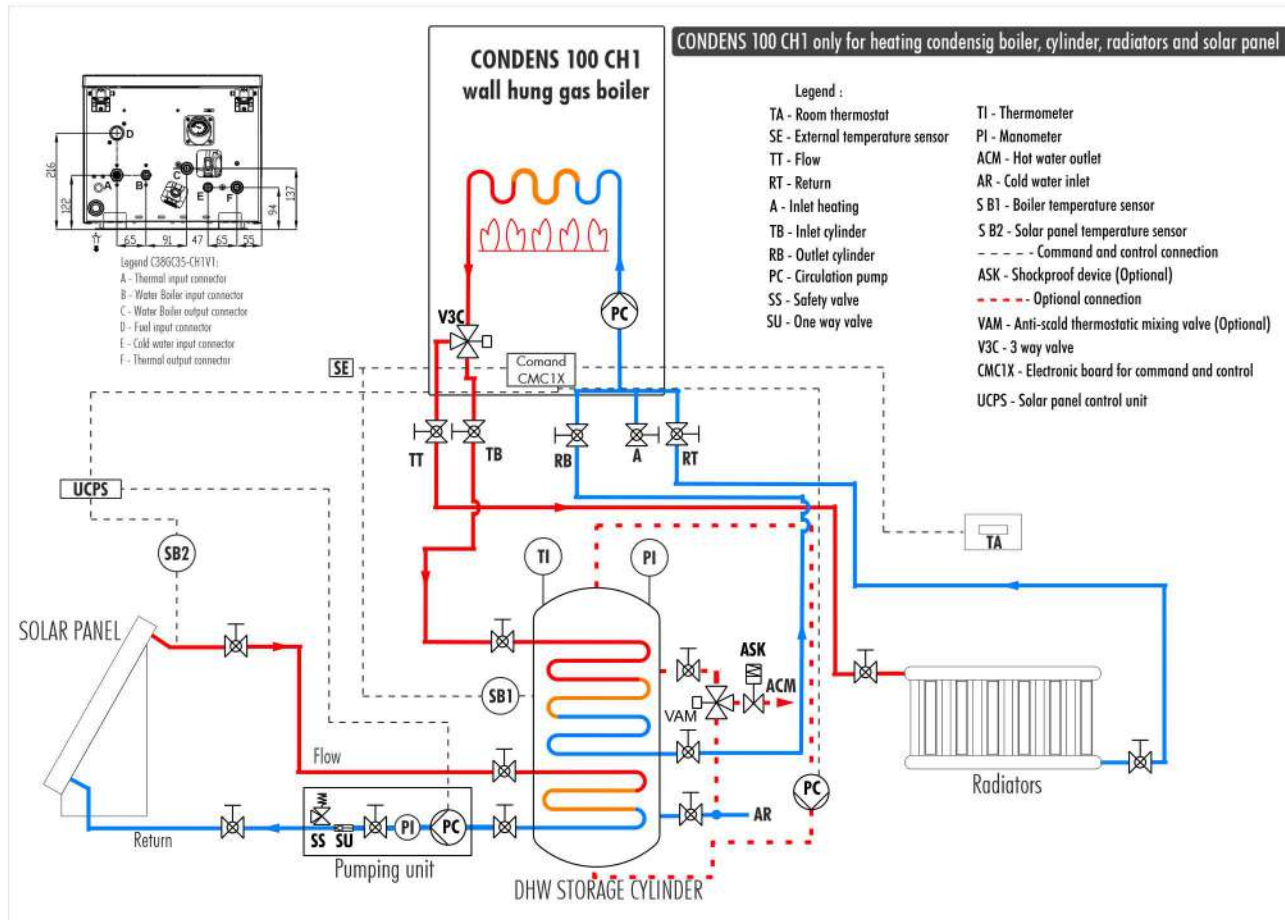 CONDENS 100 CH1
wall hung gas boiler
CONDENS 100 CH1 only for heating condensig boiler, cylinder, radiators and solar panel
Legend :
TA - Room thermostat
SE - External temperature sensor
TT - Flow
RT - Return
A - Inlet heating
TB - Inlet cylinder
RB - Outlet cylinder
PC - Circulation pump
SS - Safety valve
SU - One way valve
TI - Thermometer
PI - Manometer
ACM - Hot water outlet
AR - Cold water inlet
S B1 - Boiler temperature sensor
S B2 - Solar panel temperature sensor
- Command and control connection
ASK - Shockproof device (Optional)
- Optional connection
VAM - Anti-scald thermostatic mixing valve (Optional)
V3C - 3 way valve
CMC1X - Electronic board for command and control
UCPS - Solar panel control unit
D
A
B
C
E
F
216
122
137
94
65
91
47
65
55
Legend C38GC35-CH1V1:
A - Thermal input connector
B - Water Boiler input connector
C - Water Boiler output connector
D - Fuel input connector
E - Cold water input connector
F - Thermal output connector
V3C
PC
SE
Comand
CMC1X
TT
TB
RB
A
RT
UCPS
SB2
TA
TI
PI
SOLAR PANEL
SB1
ASK
ACM
VAM
Flow
Return
SS
SU
PI
PC
Pumping unit
AR
PC
Radiators
DHW STORAGE CYLINDER